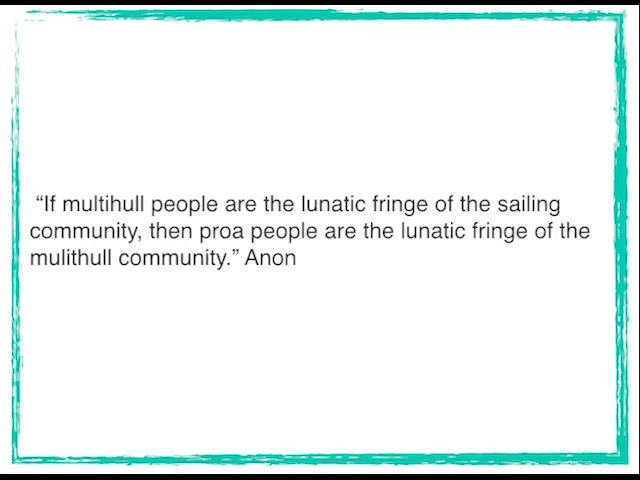 “If multihull people are the lunatic fringe of the sailing
community, then proa people are the lunatic fringe of the
mulithull community.” Anon